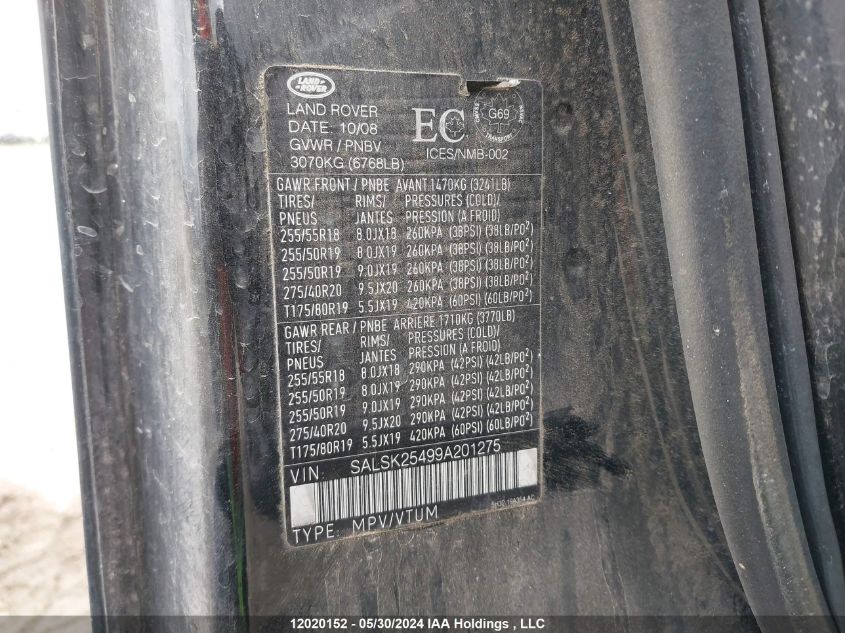 LAND ROVER
LAND ROVER
DATE: 10/08
GVWR / PNBV
3070KG (6768LB)
EC
G69
TRANSPORT
ICES/NMB-002
GAWR FRONT / PNBE AVANT 1470KG (3241LB)
TIRES/ RIMS/ PRESSURES (COLD)/
PNEUS JANTES PRESSION (A FROID)
255/55R18 8.0JX18 260KPA (38PSI) (38LB/PO²)
255/50R19 8.0JX19 260KPA (38PSI) (38LB/PO²)
255/50R19 9.0JX19 260KPA (38PSI) (38LB/PO²)
275/40R20 9.5JX20 260KPA (38PSI) (38LB/PO²)
T175/80R19 5.5JX19 420KPA (60PSI) (60LB/PO²)
GAWR REAR / PNBE ARRIERE 1710KG (3770LB)
TIRES/ RIMS/ PRESSURES (COLD)/
PNEUS JANTES PRESSION (A FROID)
255/55R18 8.0JX18 290KPA (42PSI) (42LB/PO²)
255/50R19 8.0JX19 290KPA (42PSI) (42LB/PO²)
255/50R19 9.0JX19 290KPA (42PSI) (42LB/PO²)
275/40R20 9.5JX20 290KPA (42PSI) (42LB/PO²)
T175/80R19 5.5JX19 420KPA (60PSI) (60LB/PO²)
VIN: SALSK25499A201275
TYPE: MPV/VTUM
12020152 - 05/30/2024 IAA Holdings , LLC